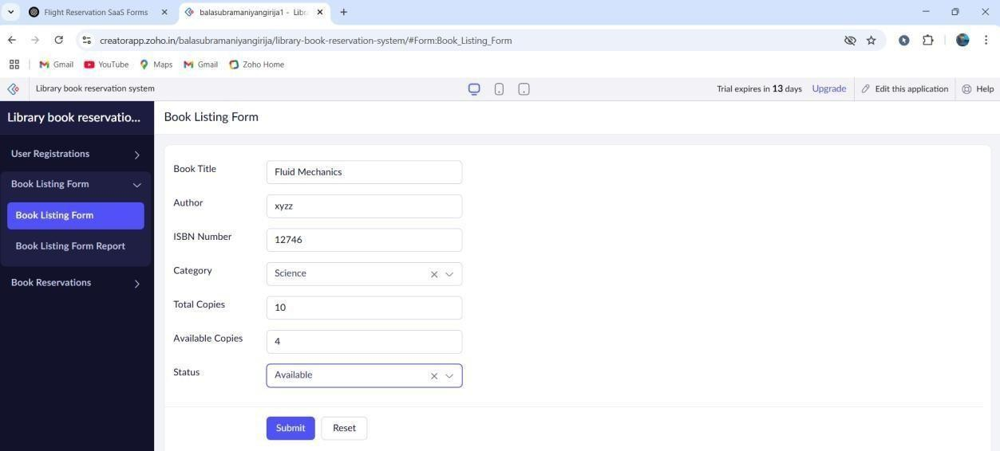 Flight Reservation SaaS Forms
balasubramaniyangirija1 - Libra
creatorapp.zoho.in/balasubramaniyangirija/library-book-reservation-system/#Form:Book_Listing_Form
Gmail YouTube Maps Gmail Zoho Home
Library book reservation system
Trial expires in 13 days Upgrade Edit this application Help
Library book reservatio...
Book Listing Form
User Registrations
Book Listing Form
Book Listing Form
Book Listing Form Report
Book Reservations
Book Title Fluid Mechanics
Author xyzz
ISBN Number 12746
Category Science
Total Copies 10
Available Copies 4
Status Available
Submit Reset